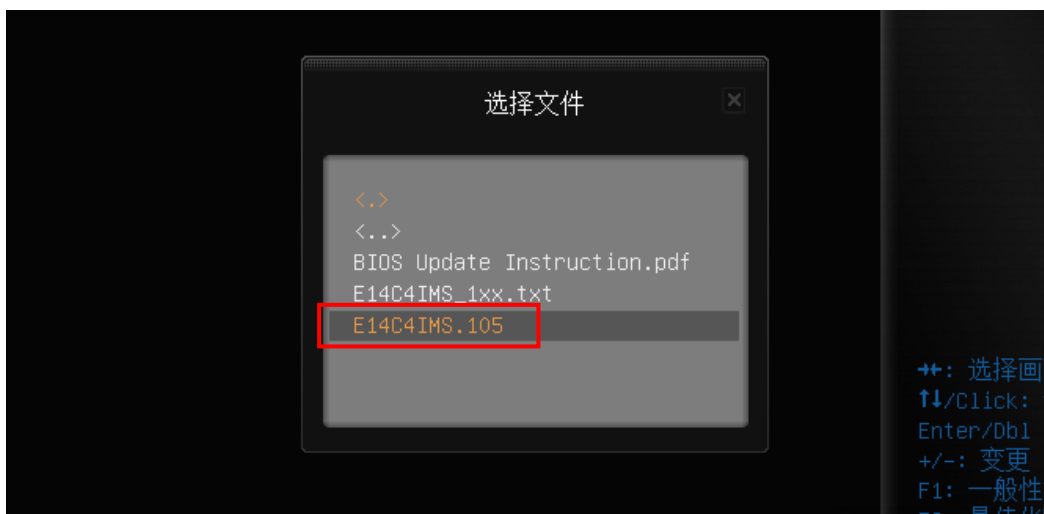 选择文件
<.>
<..>
BIOS Update Instruction.pdf
E14C4IMS_1xx.txt
E14C4IMS.105
→←: 选择画
↑↓/Click:
Enter/Dbl
+/-: 变更
F1: 一般性